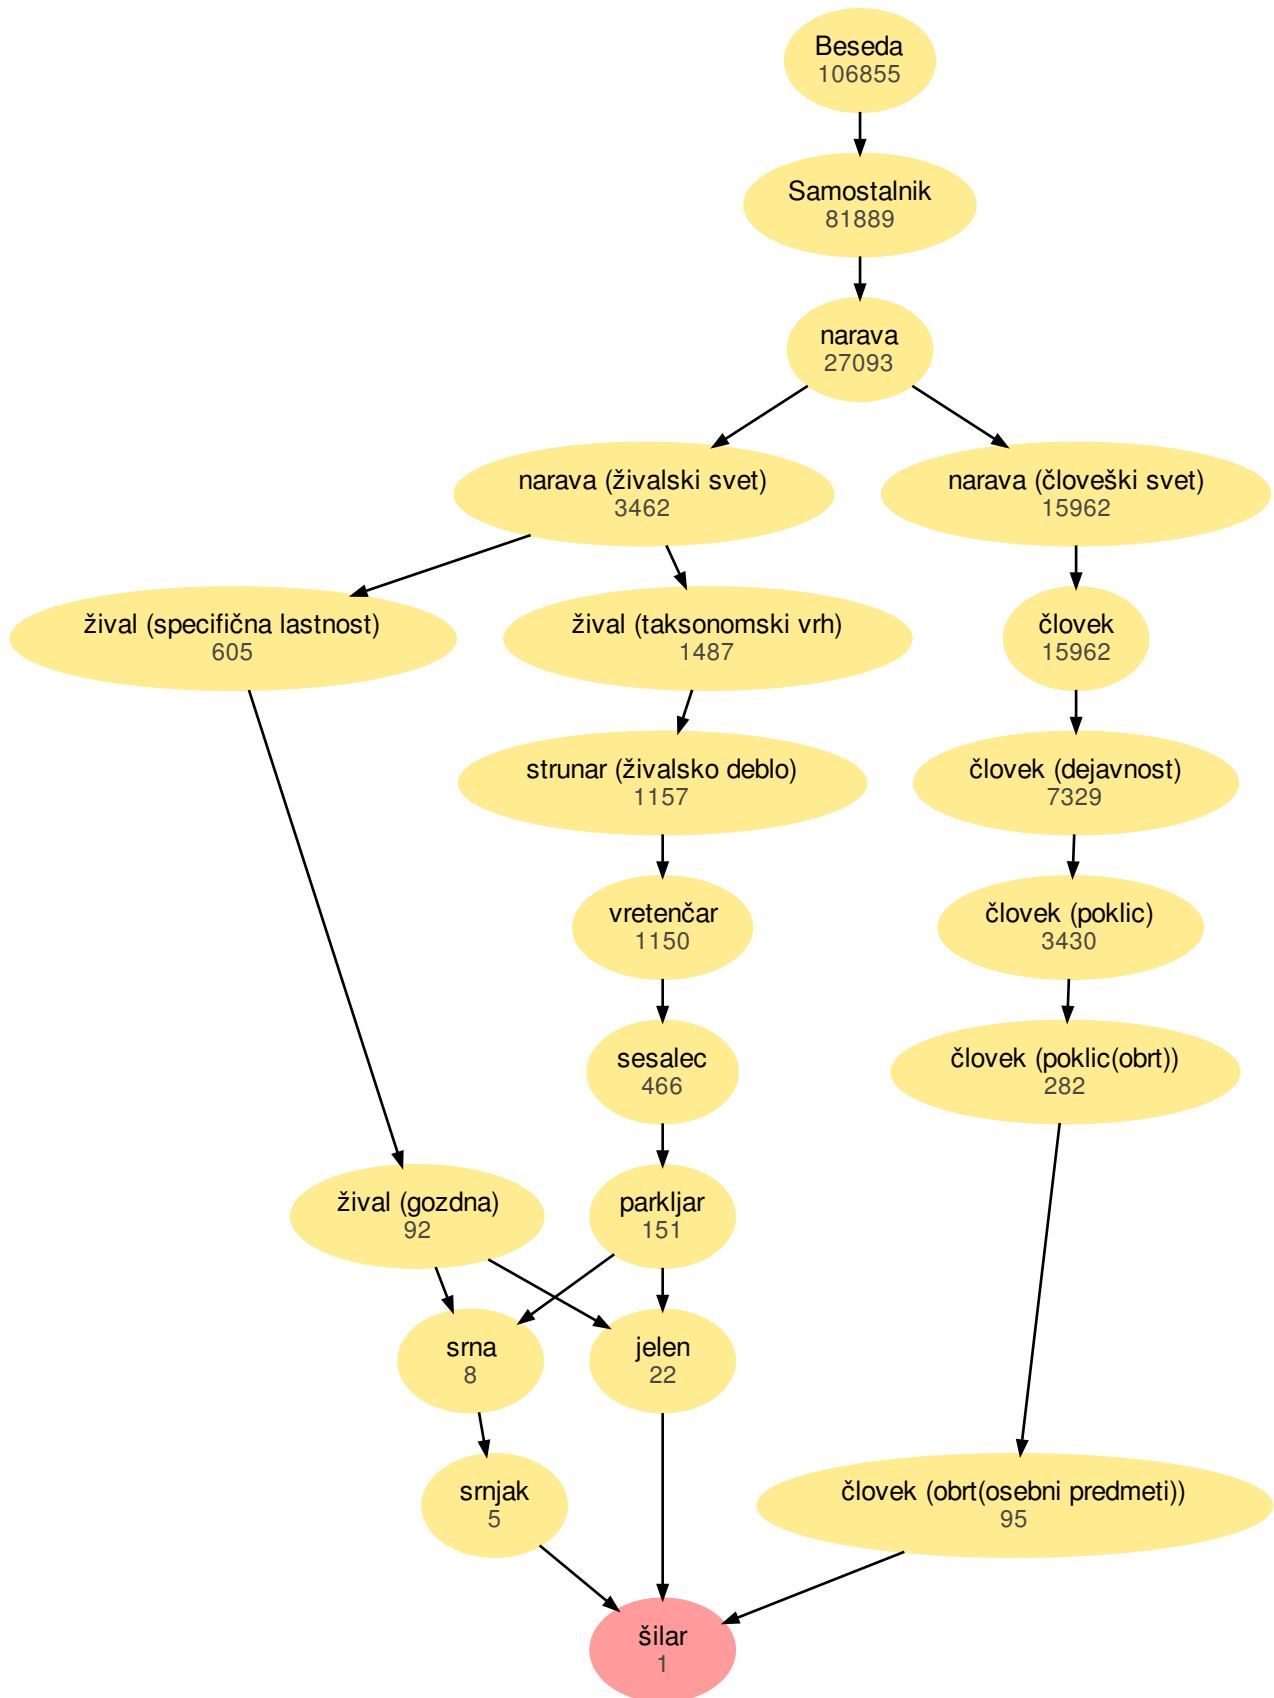 Beseda
106855
Samostalnik
81889
narava
27093
narava (živalski svet)
3462
narava (človeški svet)
15962
žival (specifična lastnost)
605
žival (taksonomski vrh)
1487
človek
15962
strunar (živalsko deblo)
1157
človek (dejavnost)
7329
vretenčar
1150
človek (poklic)
3430
sesalec
466
človek (poklic(obrt))
282
žival (gozdna)
92
parkljar
151
srna
8
jelen
22
srnjak
5
človek (obrt(osebni predmeti))
95
šilar
1